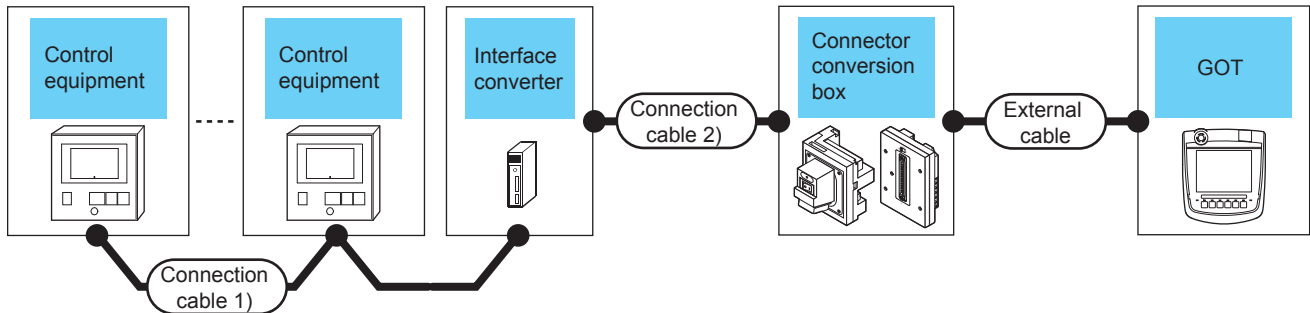 Control
equipment
Control
equipment
Interface
converter
Connector
conversion
box
GOT
Connection
cable 2)
External
cable
Connection
cable 1)